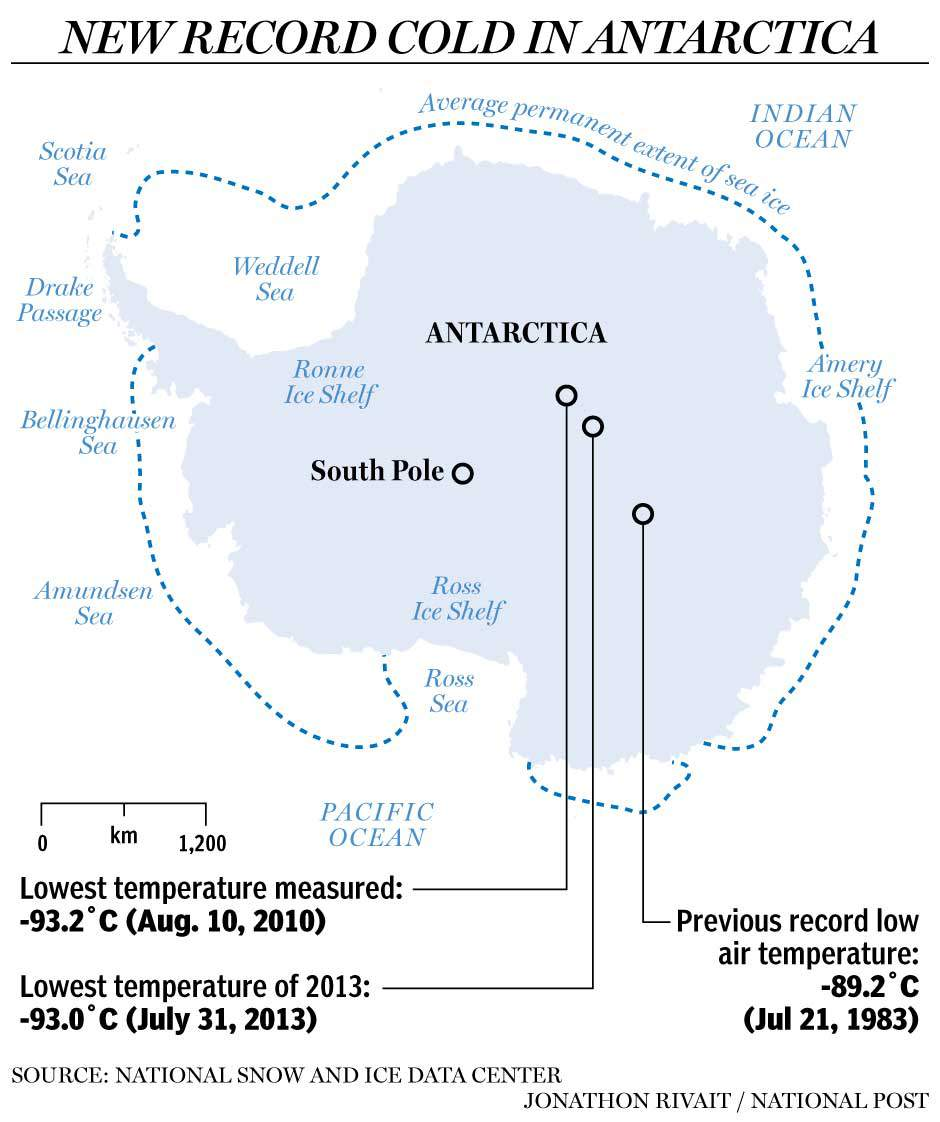 NEW RECORD COLD IN ANTARCTICA
Average permanent extent of sea ice
INDIAN
OCEAN
Scotia
Sea
Weddell
Sea
Drake
Passage
ANTARCTICA
Ronne
Ice Shelf
Amery
Ice Shelf
Bellinghausen
Sea
South Pole
Amundsen
Sea
Ross
Ice Shelf
Ross
Sea
PACIFIC
OCEAN
0 km 1,200
Lowest temperature measured:
-93.2˚C (Aug. 10, 2010)
Lowest temperature of 2013:
-93.0˚C (July 31, 2013)
Previous record low
air temperature:
-89.2˚C
(Jul 21, 1983)
SOURCE: NATIONAL SNOW AND ICE DATA CENTER
JONATHON RIVAIT / NATIONAL POST